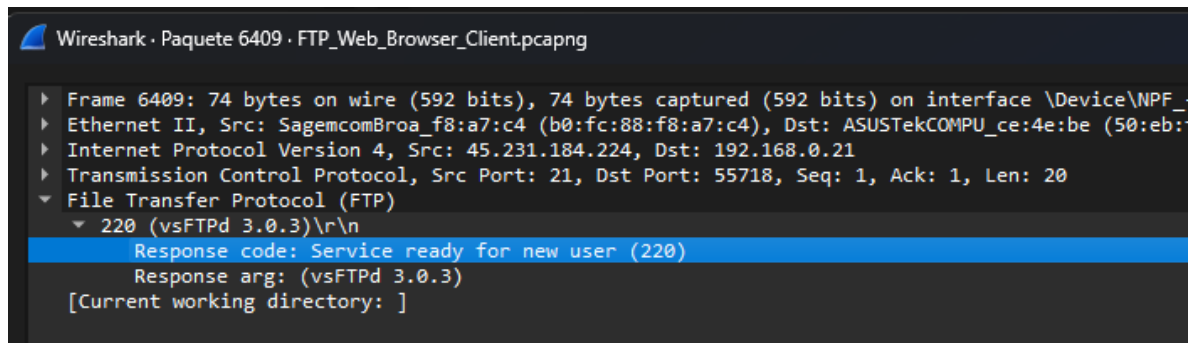 Wireshark · Paquete 6409 · FTP_Web_Browser_Client.pcapng
Frame 6409: 74 bytes on wire (592 bits), 74 bytes captured (592 bits) on interface \Device\NPF_
Ethernet II, Src: SagemcomBroa_f8:a7:c4 (b0:fc:88:f8:a7:c4), Dst: ASUSTekCOMPU_ce:4e:be (50:eb:
Internet Protocol Version 4, Src: 45.231.184.224, Dst: 192.168.0.21
Transmission Control Protocol, Src Port: 21, Dst Port: 55718, Seq: 1, Ack: 1, Len: 20
File Transfer Protocol (FTP)
220 (vsFTPd 3.0.3)\r\n
Response code: Service ready for new user (220)
Response arg: (vsFTPd 3.0.3)
[Current working directory: ]